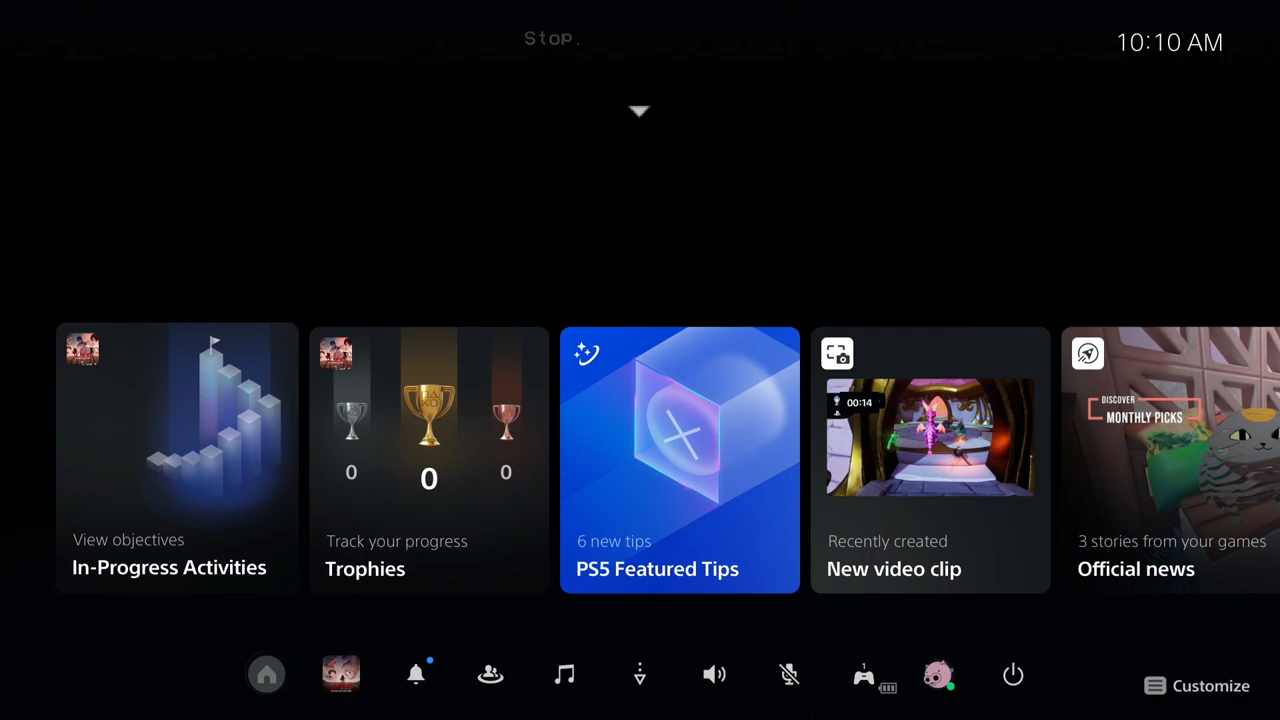 Stop.
10:10 AM
View objectives
In-Progress Activities
0
0
0
Track your progress
Trophies
6 new tips
PS5 Featured Tips
00:14
Recently created
New video clip
DISCOVER
MONTHLY PICKS
3 stories from your games
Official news
1
Customize